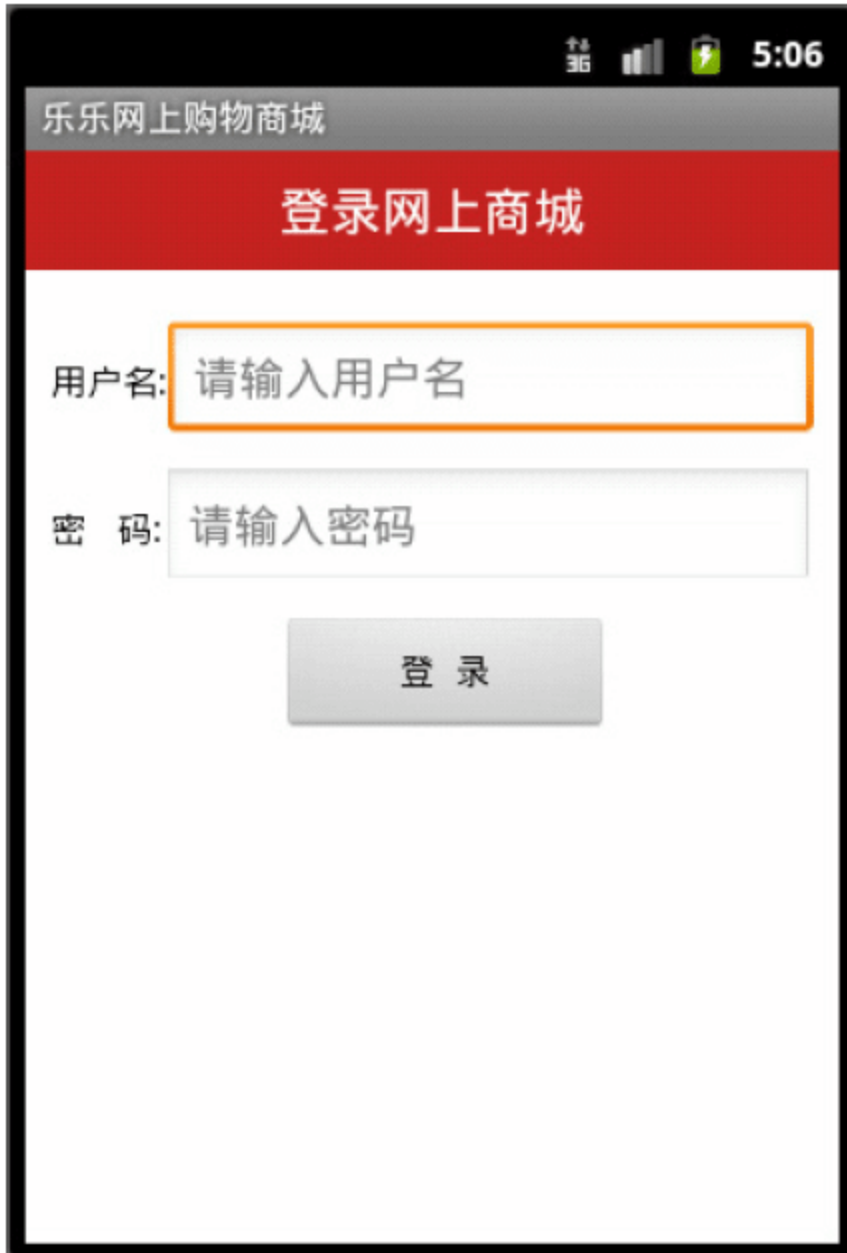 3G 5:06
乐乐网上购物商城
登录网上商城
用户名: 请输入用户名
密 码: 请输入密码
登 录